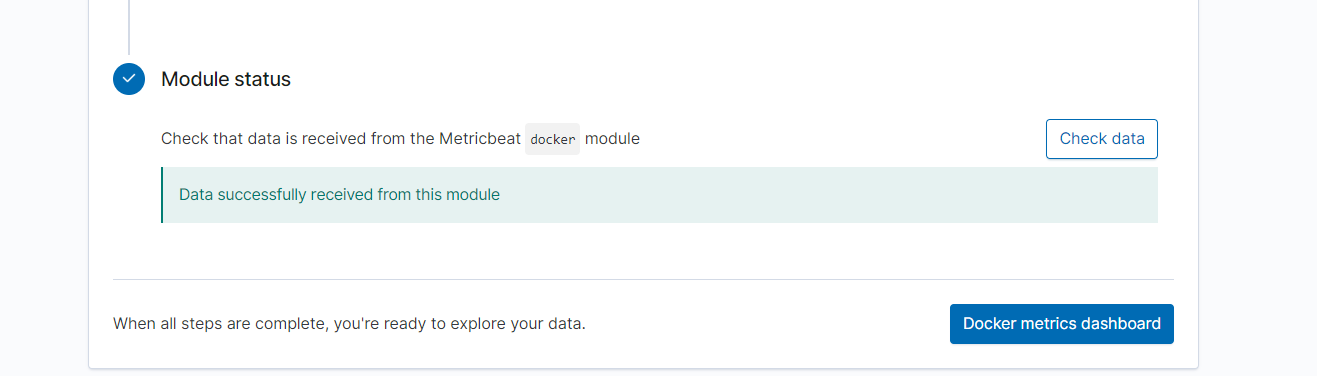 Module status
Check that data is received from the Metricbeat docker module
Check data
Data successfully received from this module
When all steps are complete, you're ready to explore your data.
Docker metrics dashboard